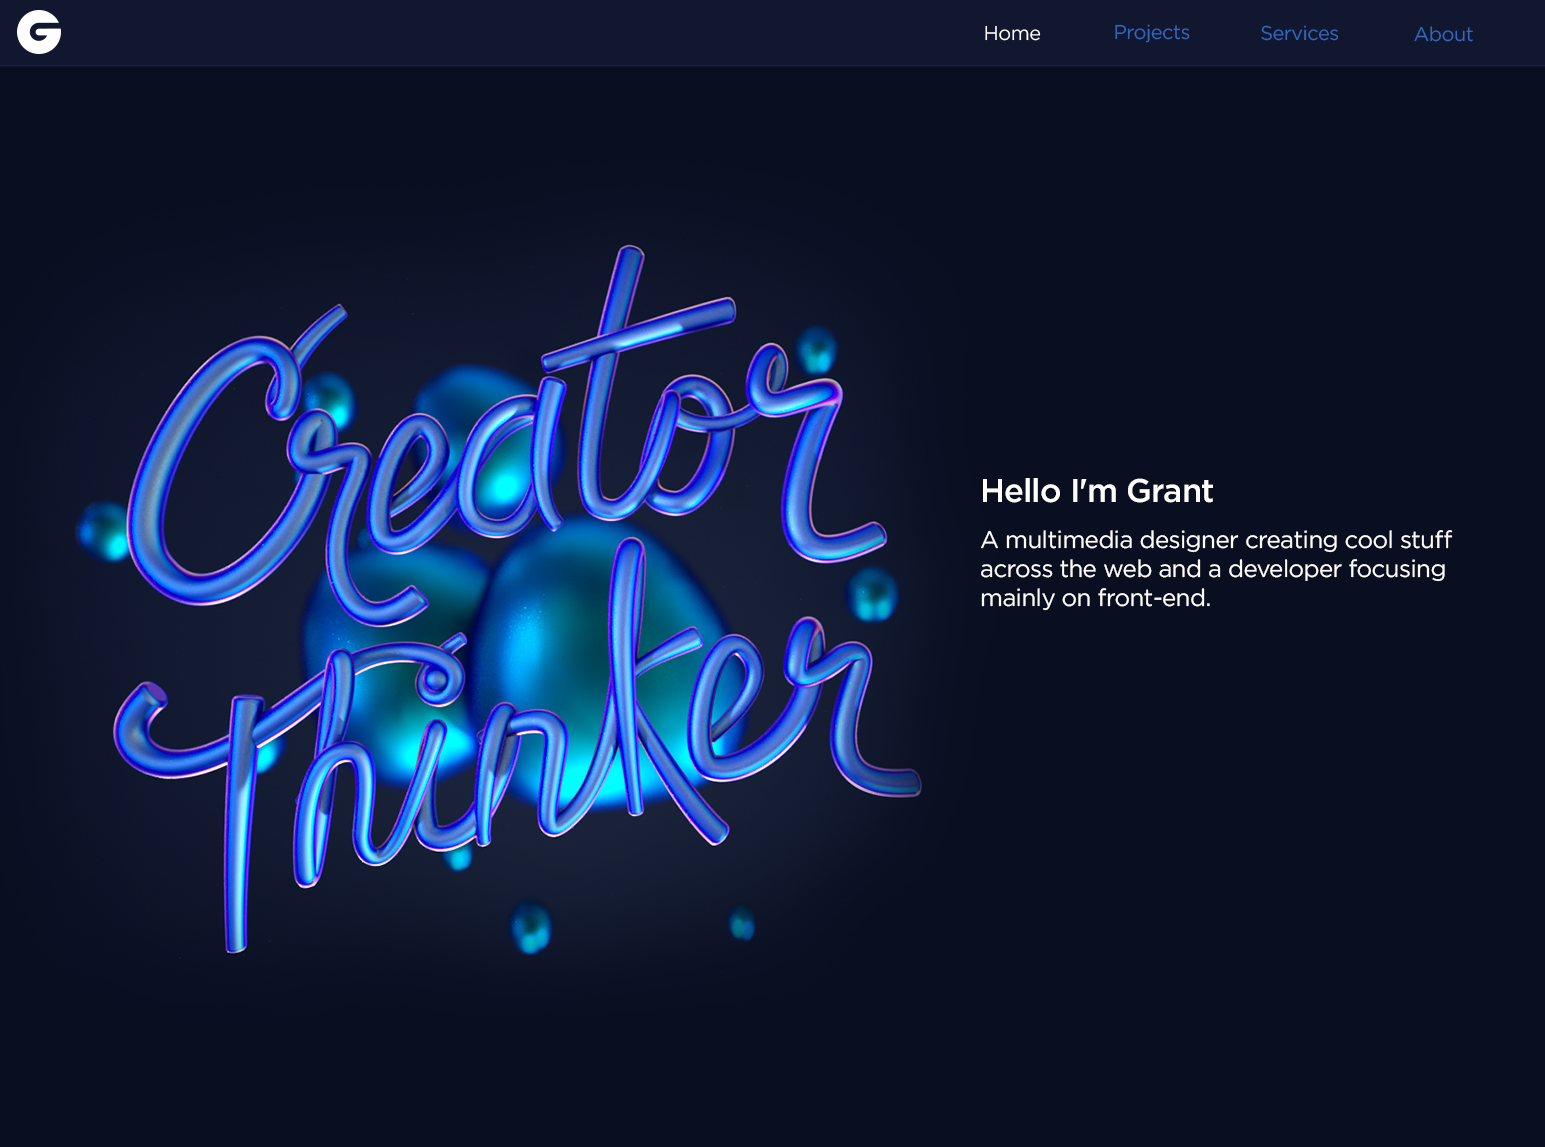 G
Home Projects Services About
Creator
Thinker
Hello I'm Grant
A multimedia designer creating cool stuff
across the web and a developer focusing
mainly on front-end.